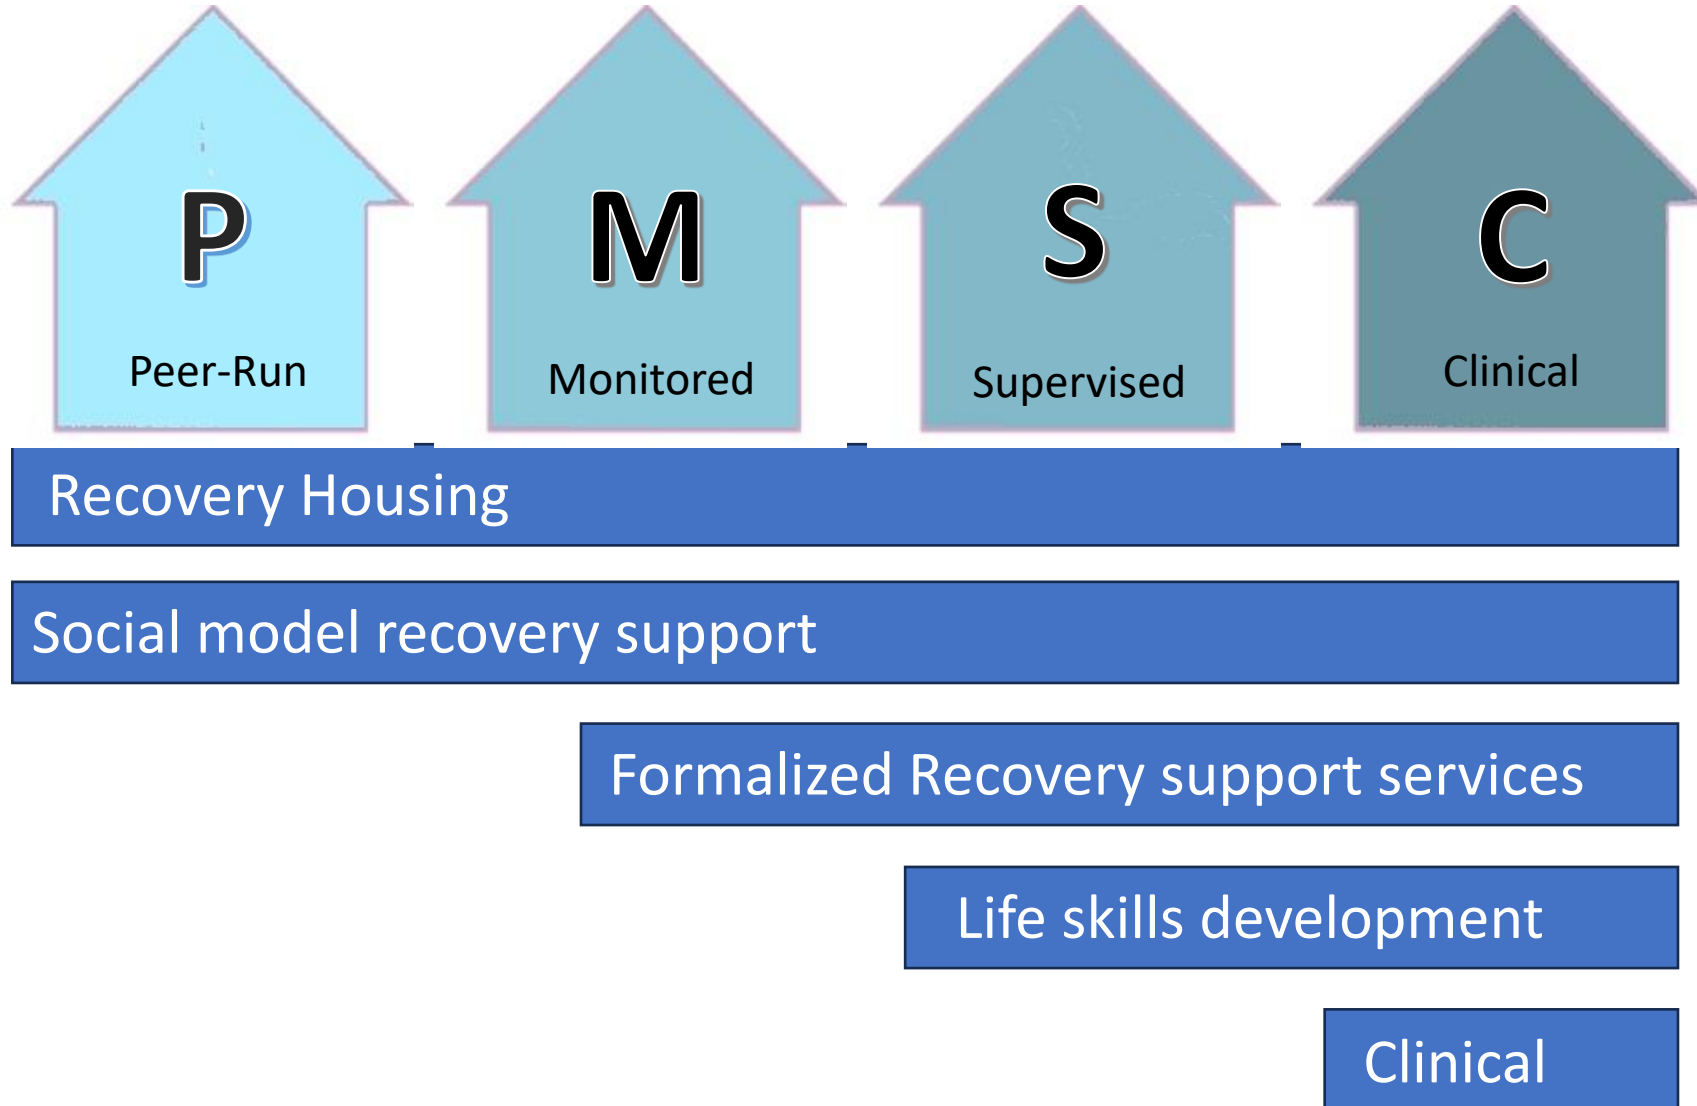 P
M
S
C
Peer-Run
Monitored
Supervised
Clinical
Recovery Housing
Social model recovery support
Formalized Recovery support services
Life skills development
Clinical